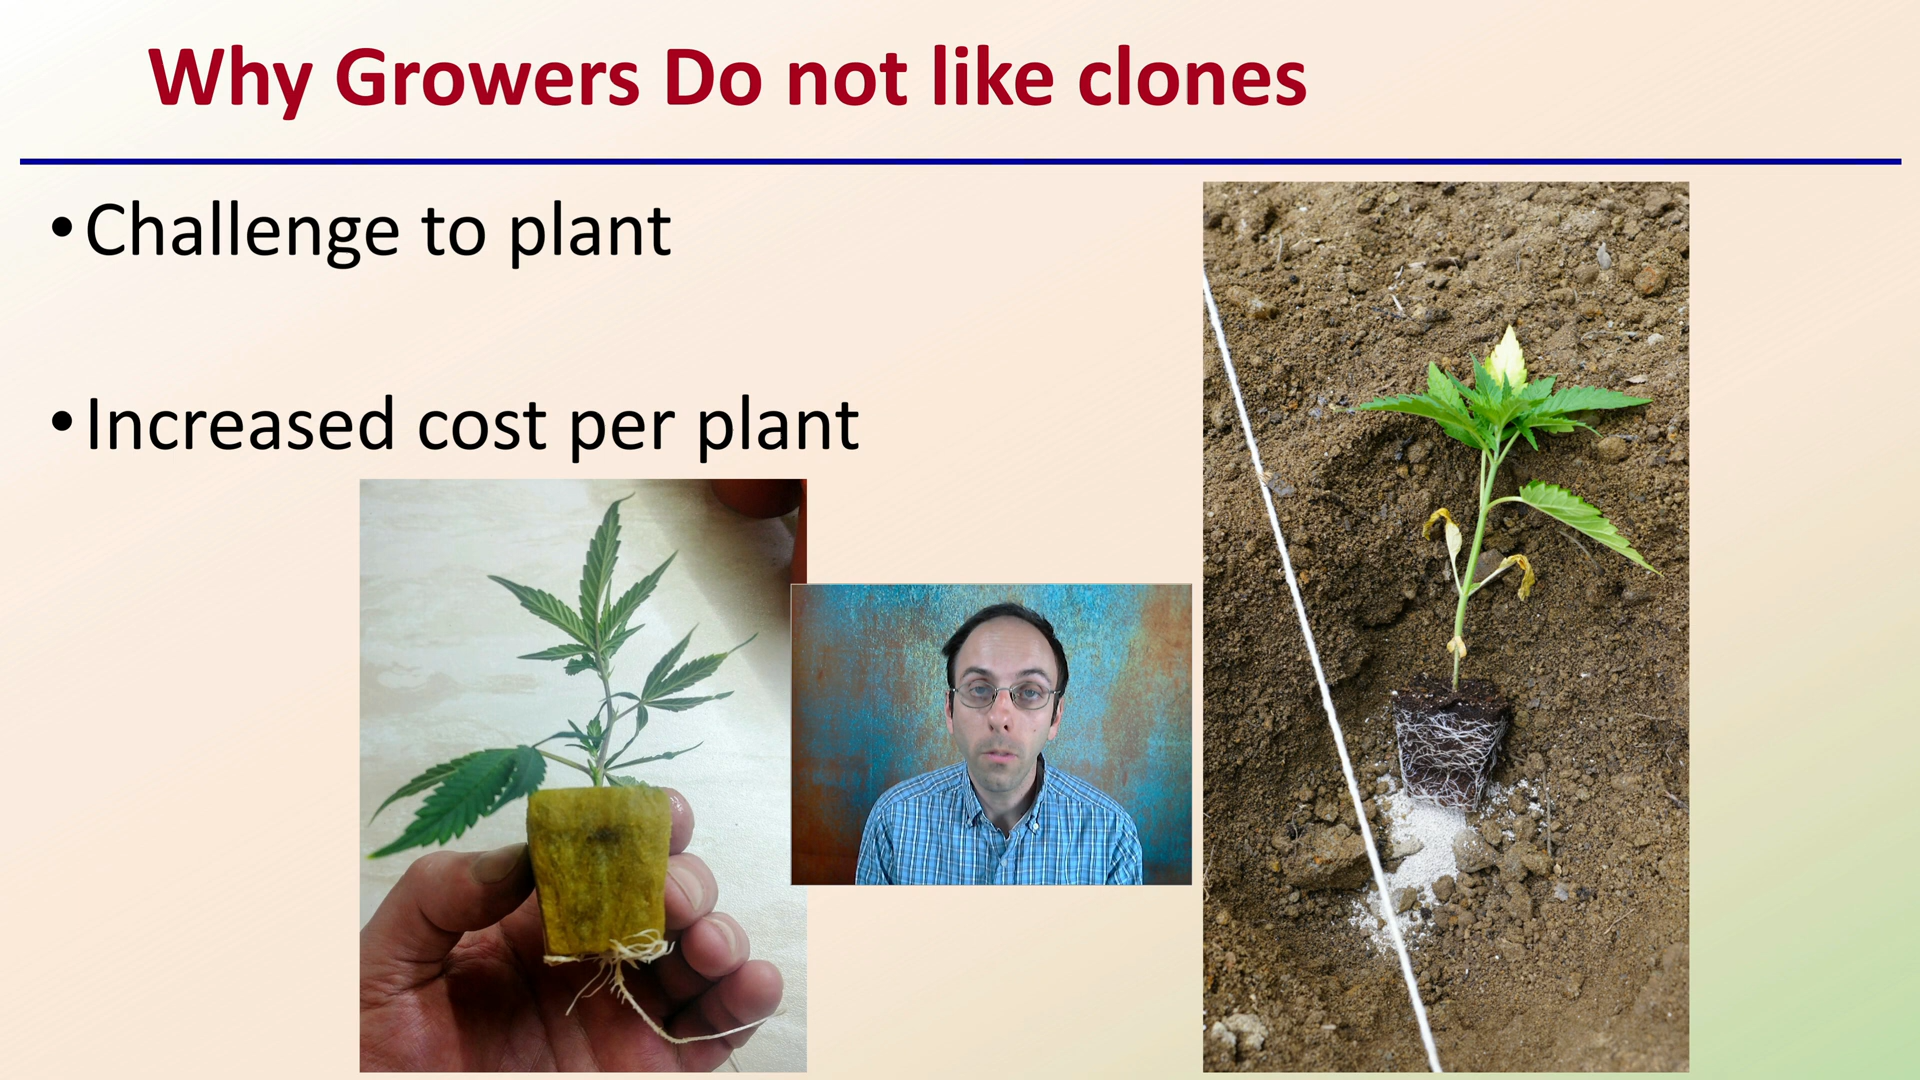 Why Growers Do not like clones
• Challenge to plant
• Increased cost per plant